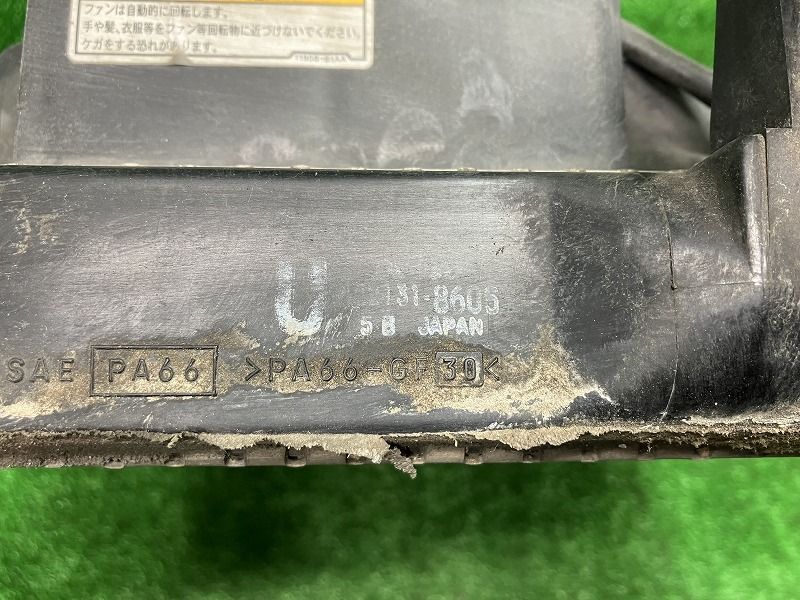 ファンは自動的に回転します。
手や髪、衣服等をファン等回転物に近づけないでください。
ケガをする恐れがあります。
U
131-8605
5B JAPAN
SAE PA66 >PA66-GF30<